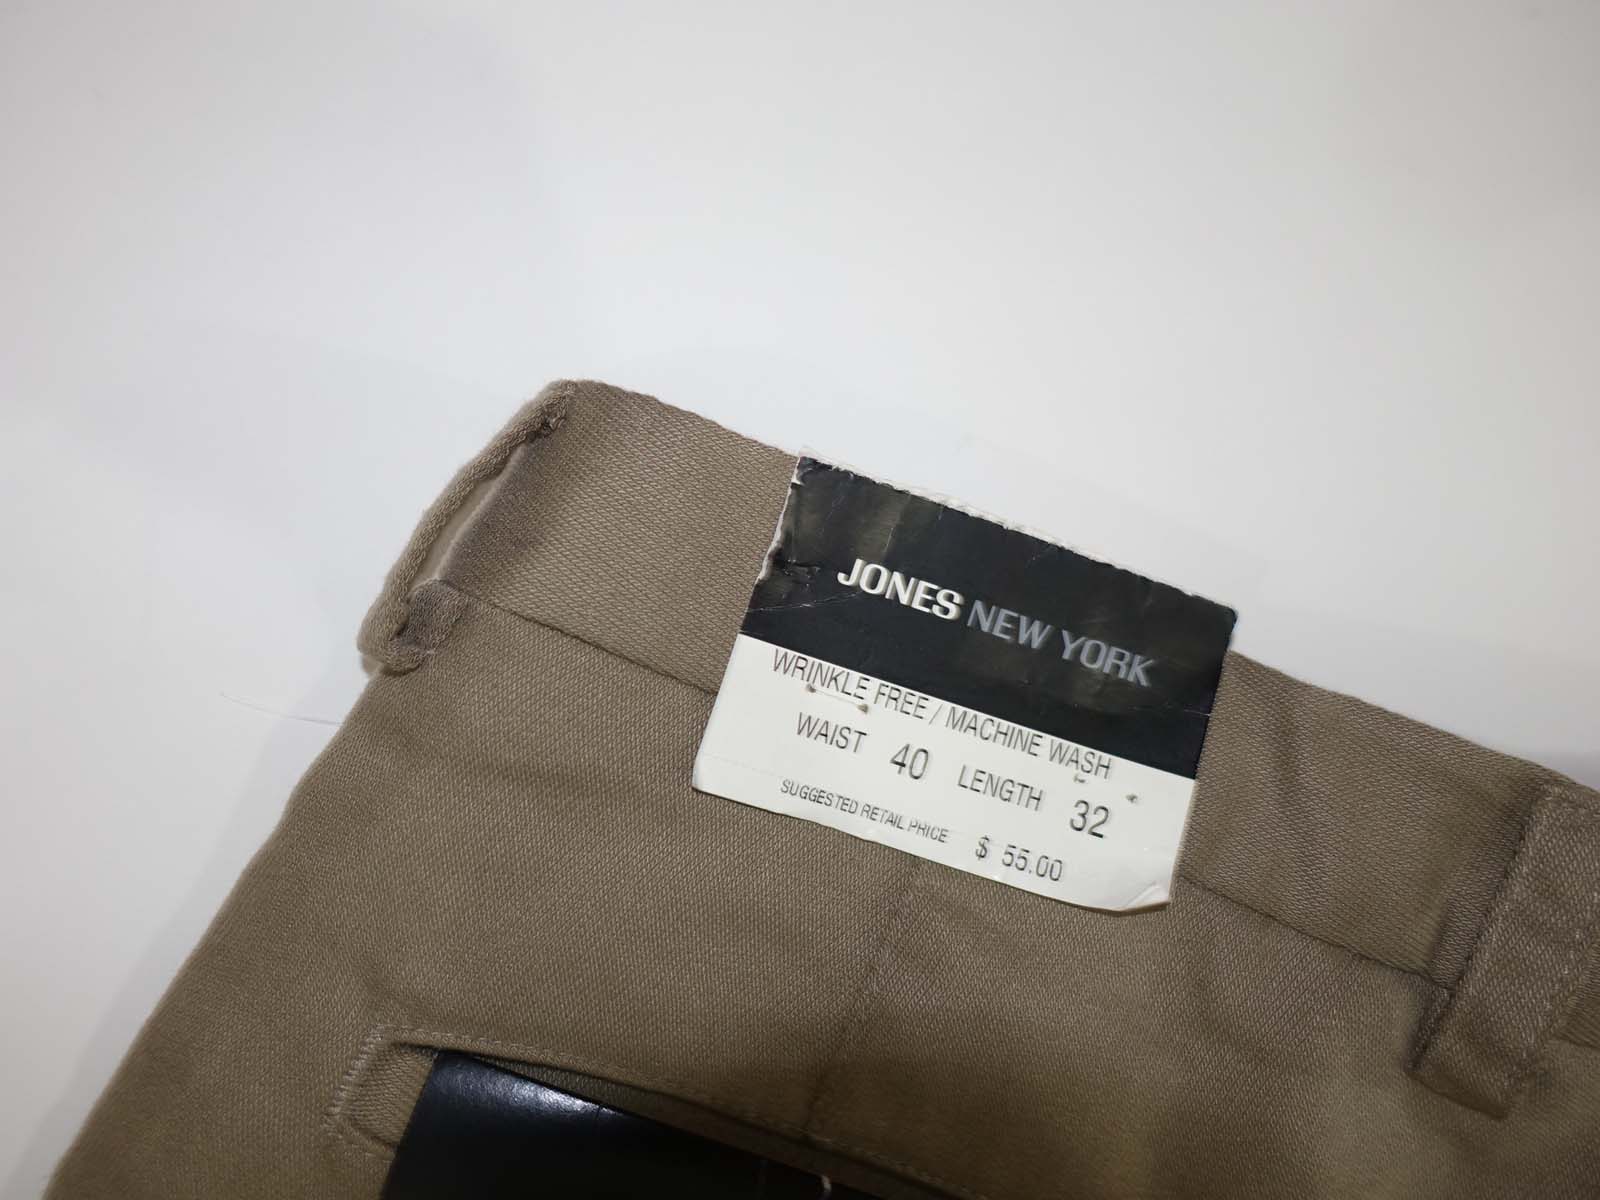 JONES NEW YORK
WRINKLE FREE / MACHINE WASH
WAIST 40 LENGTH 32
SUGGESTED RETAIL PRICE $ 55.00